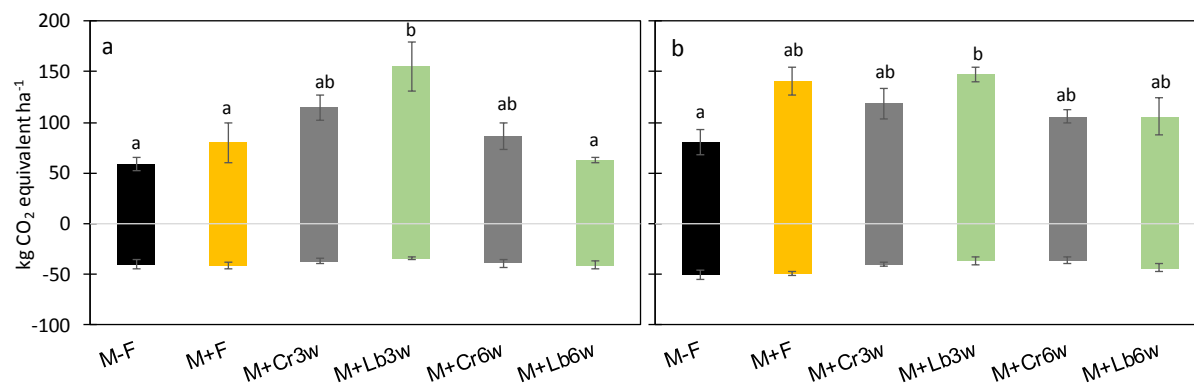 kg CO₂ equivalent ha⁻¹
200
150
100
50
0
-50
-100
a
a
a
ab
b
ab
a
M-F
M+F
M+Cr3w
M+Lb3w
M+Cr6w
M+Lb6w
b
a
ab
ab
b
ab
ab
M-F
M+F
M+Cr3w
M+Lb3w
M+Cr6w
M+Lb6w